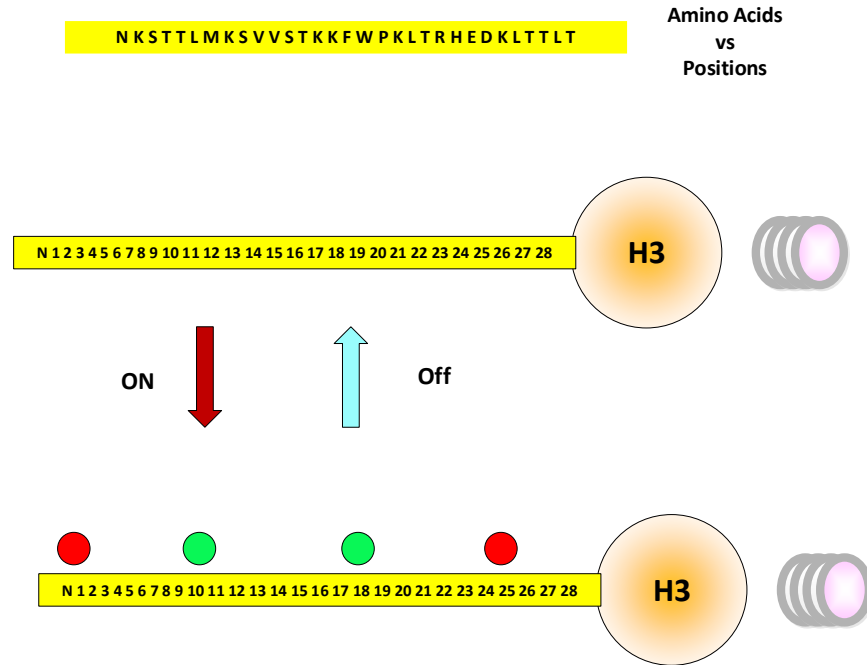 N K S T T L M K S V V S T K K F W P K L T R H E D K L T T L T
Amino Acids
vs
Positions
N 1 2 3 4 5 6 7 8 9 10 11 12 13 14 15 16 17 18 19 20 21 22 23 24 25 26 27 28
H3
ON
Off
N 1 2 3 4 5 6 7 8 9 10 11 12 13 14 15 16 17 18 19 20 21 22 23 24 25 26 27 28
H3